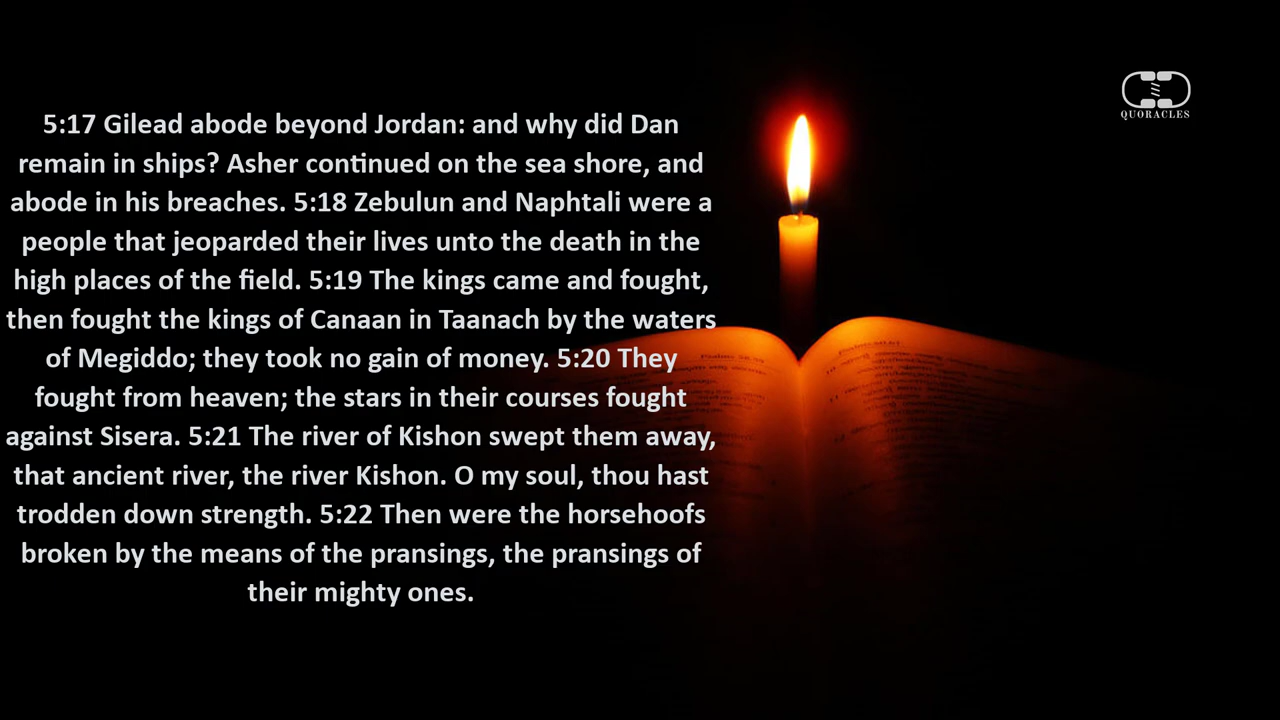 5:17 Gilead abode beyond Jordan: and why did Dan
remain in ships? Asher continued on the sea shore, and
abode in his breaches. 5:18 Zebulun and Naphtali were a
people that jeoparded their lives unto the death in the
high places of the field. 5:19 The kings came and fought,
then fought the kings of Canaan in Taanach by the waters
of Megiddo; they took no gain of money. 5:20 They
fought from heaven; the stars in their courses fought
against Sisera. 5:21 The river of Kishon swept them away,
that ancient river, the river Kishon. O my soul, thou hast
trodden down strength. 5:22 Then were the horsehoofs
broken by the means of the pransings, the pransings of
their mighty ones.
QUORACLES